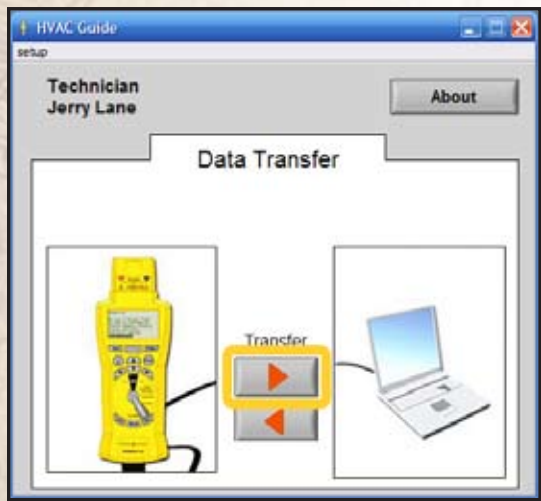 HVAC Guide
setup
Technician
Jerry Lane
About
Data Transfer
Transfer